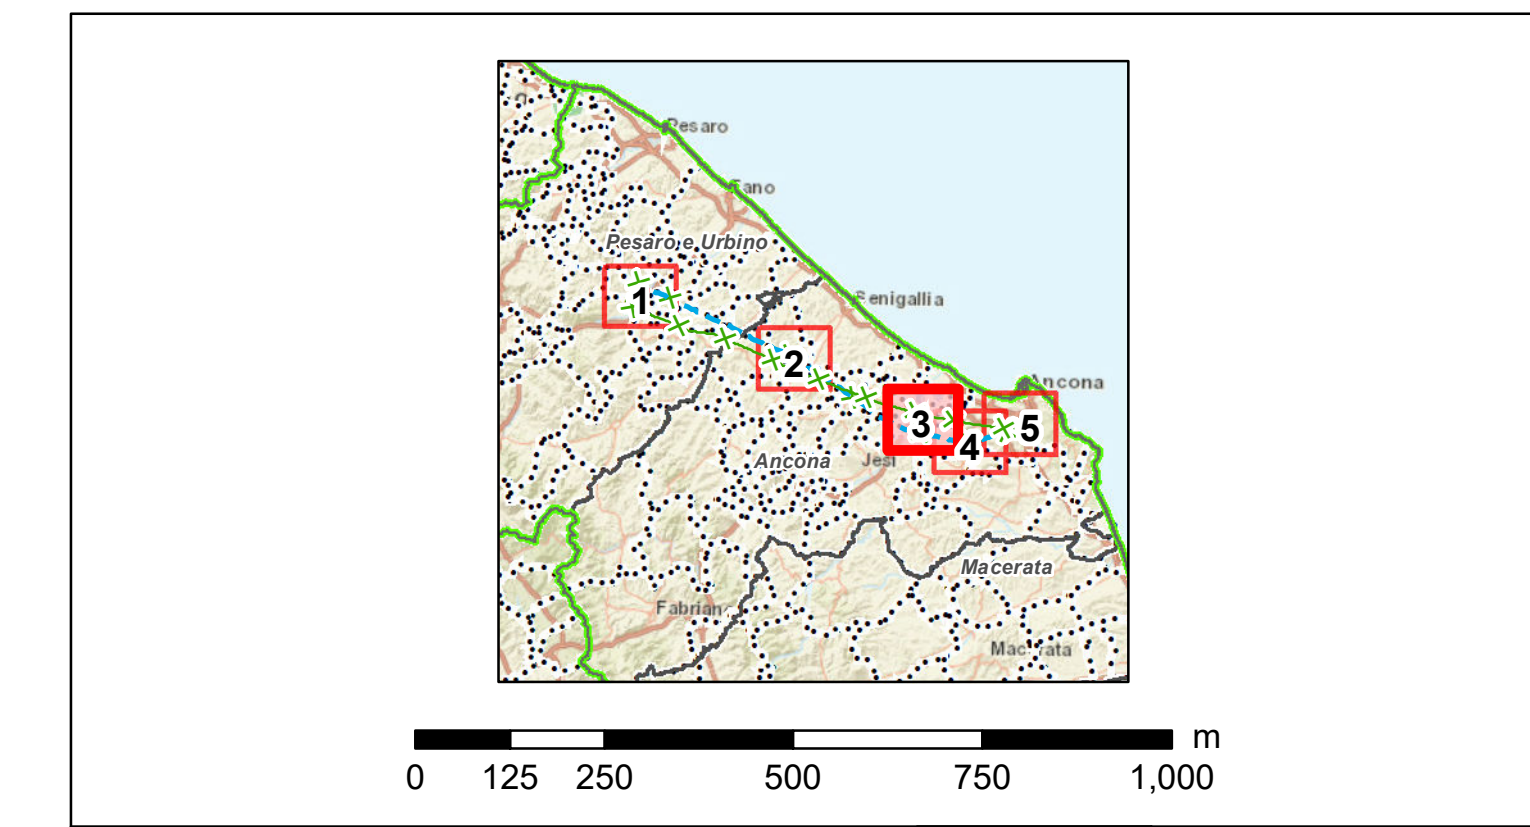 Pesaro
Fano
Pesaro e Urbino
Senigallia
1
2
Ancona
3
5
4
Ancona
Jesi
Macerata
Fabrian
m
0 125 250 500 750 1,000